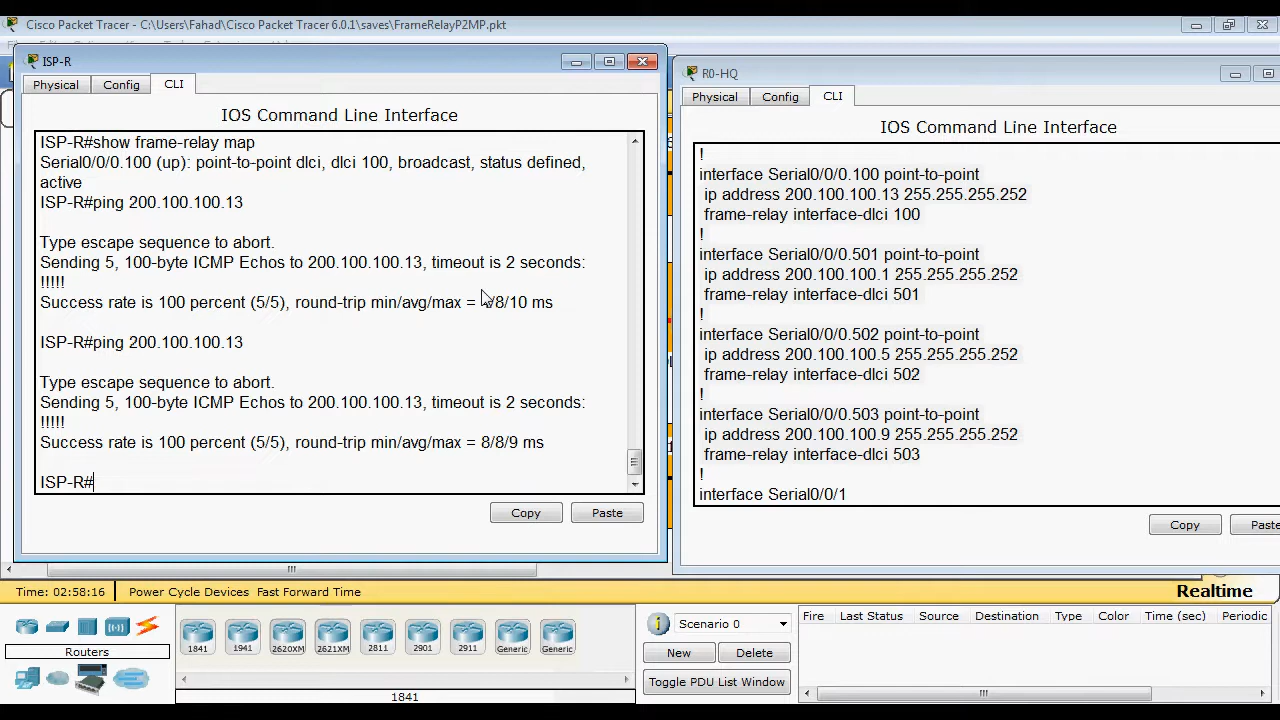 Cisco Packet Tracer - C:\Users\Fahad\Cisco Packet Tracer 6.0.1\saves\FrameRelayP2MP.pkt
ISP-R
Physical Config CLI
IOS Command Line Interface
ISP-R#show frame-relay map
Serial0/0/0.100 (up): point-to-point dlci, dlci 100, broadcast, status defined,
active
ISP-R#ping 200.100.100.13
Type escape sequence to abort.
Sending 5, 100-byte ICMP Echos to 200.100.100.13, timeout is 2 seconds:
!!!!!
Success rate is 100 percent (5/5), round-trip min/avg/max = /8/10 ms
ISP-R#ping 200.100.100.13
Type escape sequence to abort.
Sending 5, 100-byte ICMP Echos to 200.100.100.13, timeout is 2 seconds:
!!!!!
Success rate is 100 percent (5/5), round-trip min/avg/max = 8/8/9 ms
ISP-R#
Copy Paste
R0-HQ
Physical Config CLI
IOS Command Line Interface
!
interface Serial0/0/0.100 point-to-point
ip address 200.100.100.13 255.255.255.252
frame-relay interface-dlci 100
!
interface Serial0/0/0.501 point-to-point
ip address 200.100.100.1 255.255.255.252
frame-relay interface-dlci 501
!
interface Serial0/0/0.502 point-to-point
ip address 200.100.100.5 255.255.255.252
frame-relay interface-dlci 502
!
interface Serial0/0/0.503 point-to-point
ip address 200.100.100.9 255.255.255.252
frame-relay interface-dlci 503
!
interface Serial0/0/1
Copy Paste
Time: 02:58:16 Power Cycle Devices Fast Forward Time
Realtime
Routers
1841 1941 2620XM 2621XM 2811 2901 2911 Generic Generic
1841
Scenario 0
New Delete
Toggle PDU List Window
Fire Last Status Source Destination Type Color Time (sec) Periodic